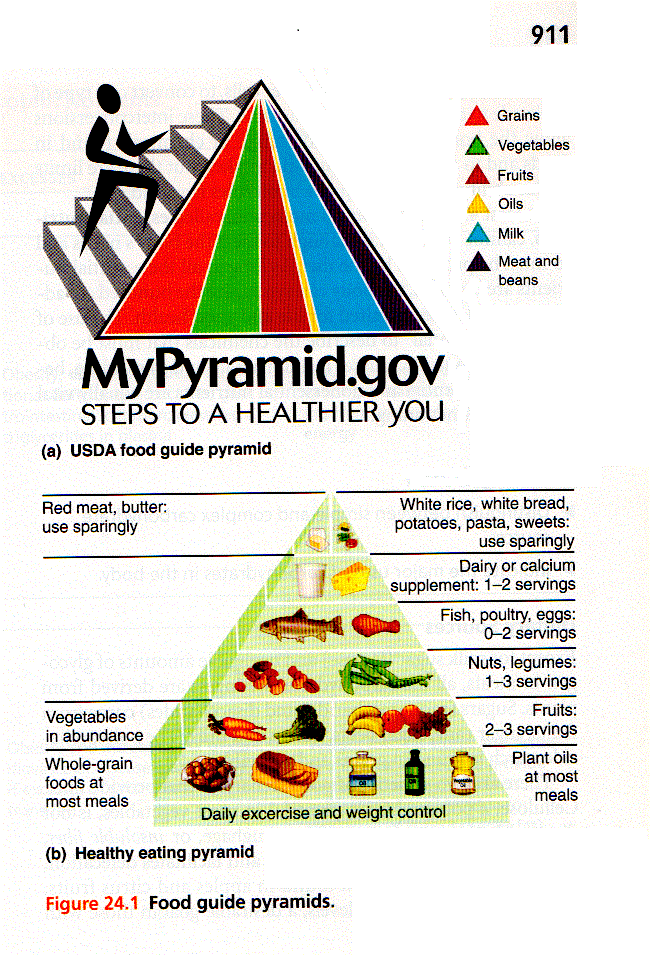 911
Grains
Vegetables
Fruits
Oils
Milk
Meat and
beans
MyPyramid.gov
STEPS TO A HEALTHIER YOU
(a) USDA food guide pyramid
Red meat, butter:
use sparingly
White rice, white bread,
potatoes, pasta, sweets:
use sparingly
Dairy or calcium
supplement: 1–2 servings
Fish, poultry, eggs:
0–2 servings
Nuts, legumes:
1–3 servings
Vegetables
in abundance
Fruits:
2–3 servings
Whole-grain
foods at
most meals
Plant oils
at most
meals
Daily excercise and weight control
(b) Healthy eating pyramid
Figure 24.1 Food guide pyramids.